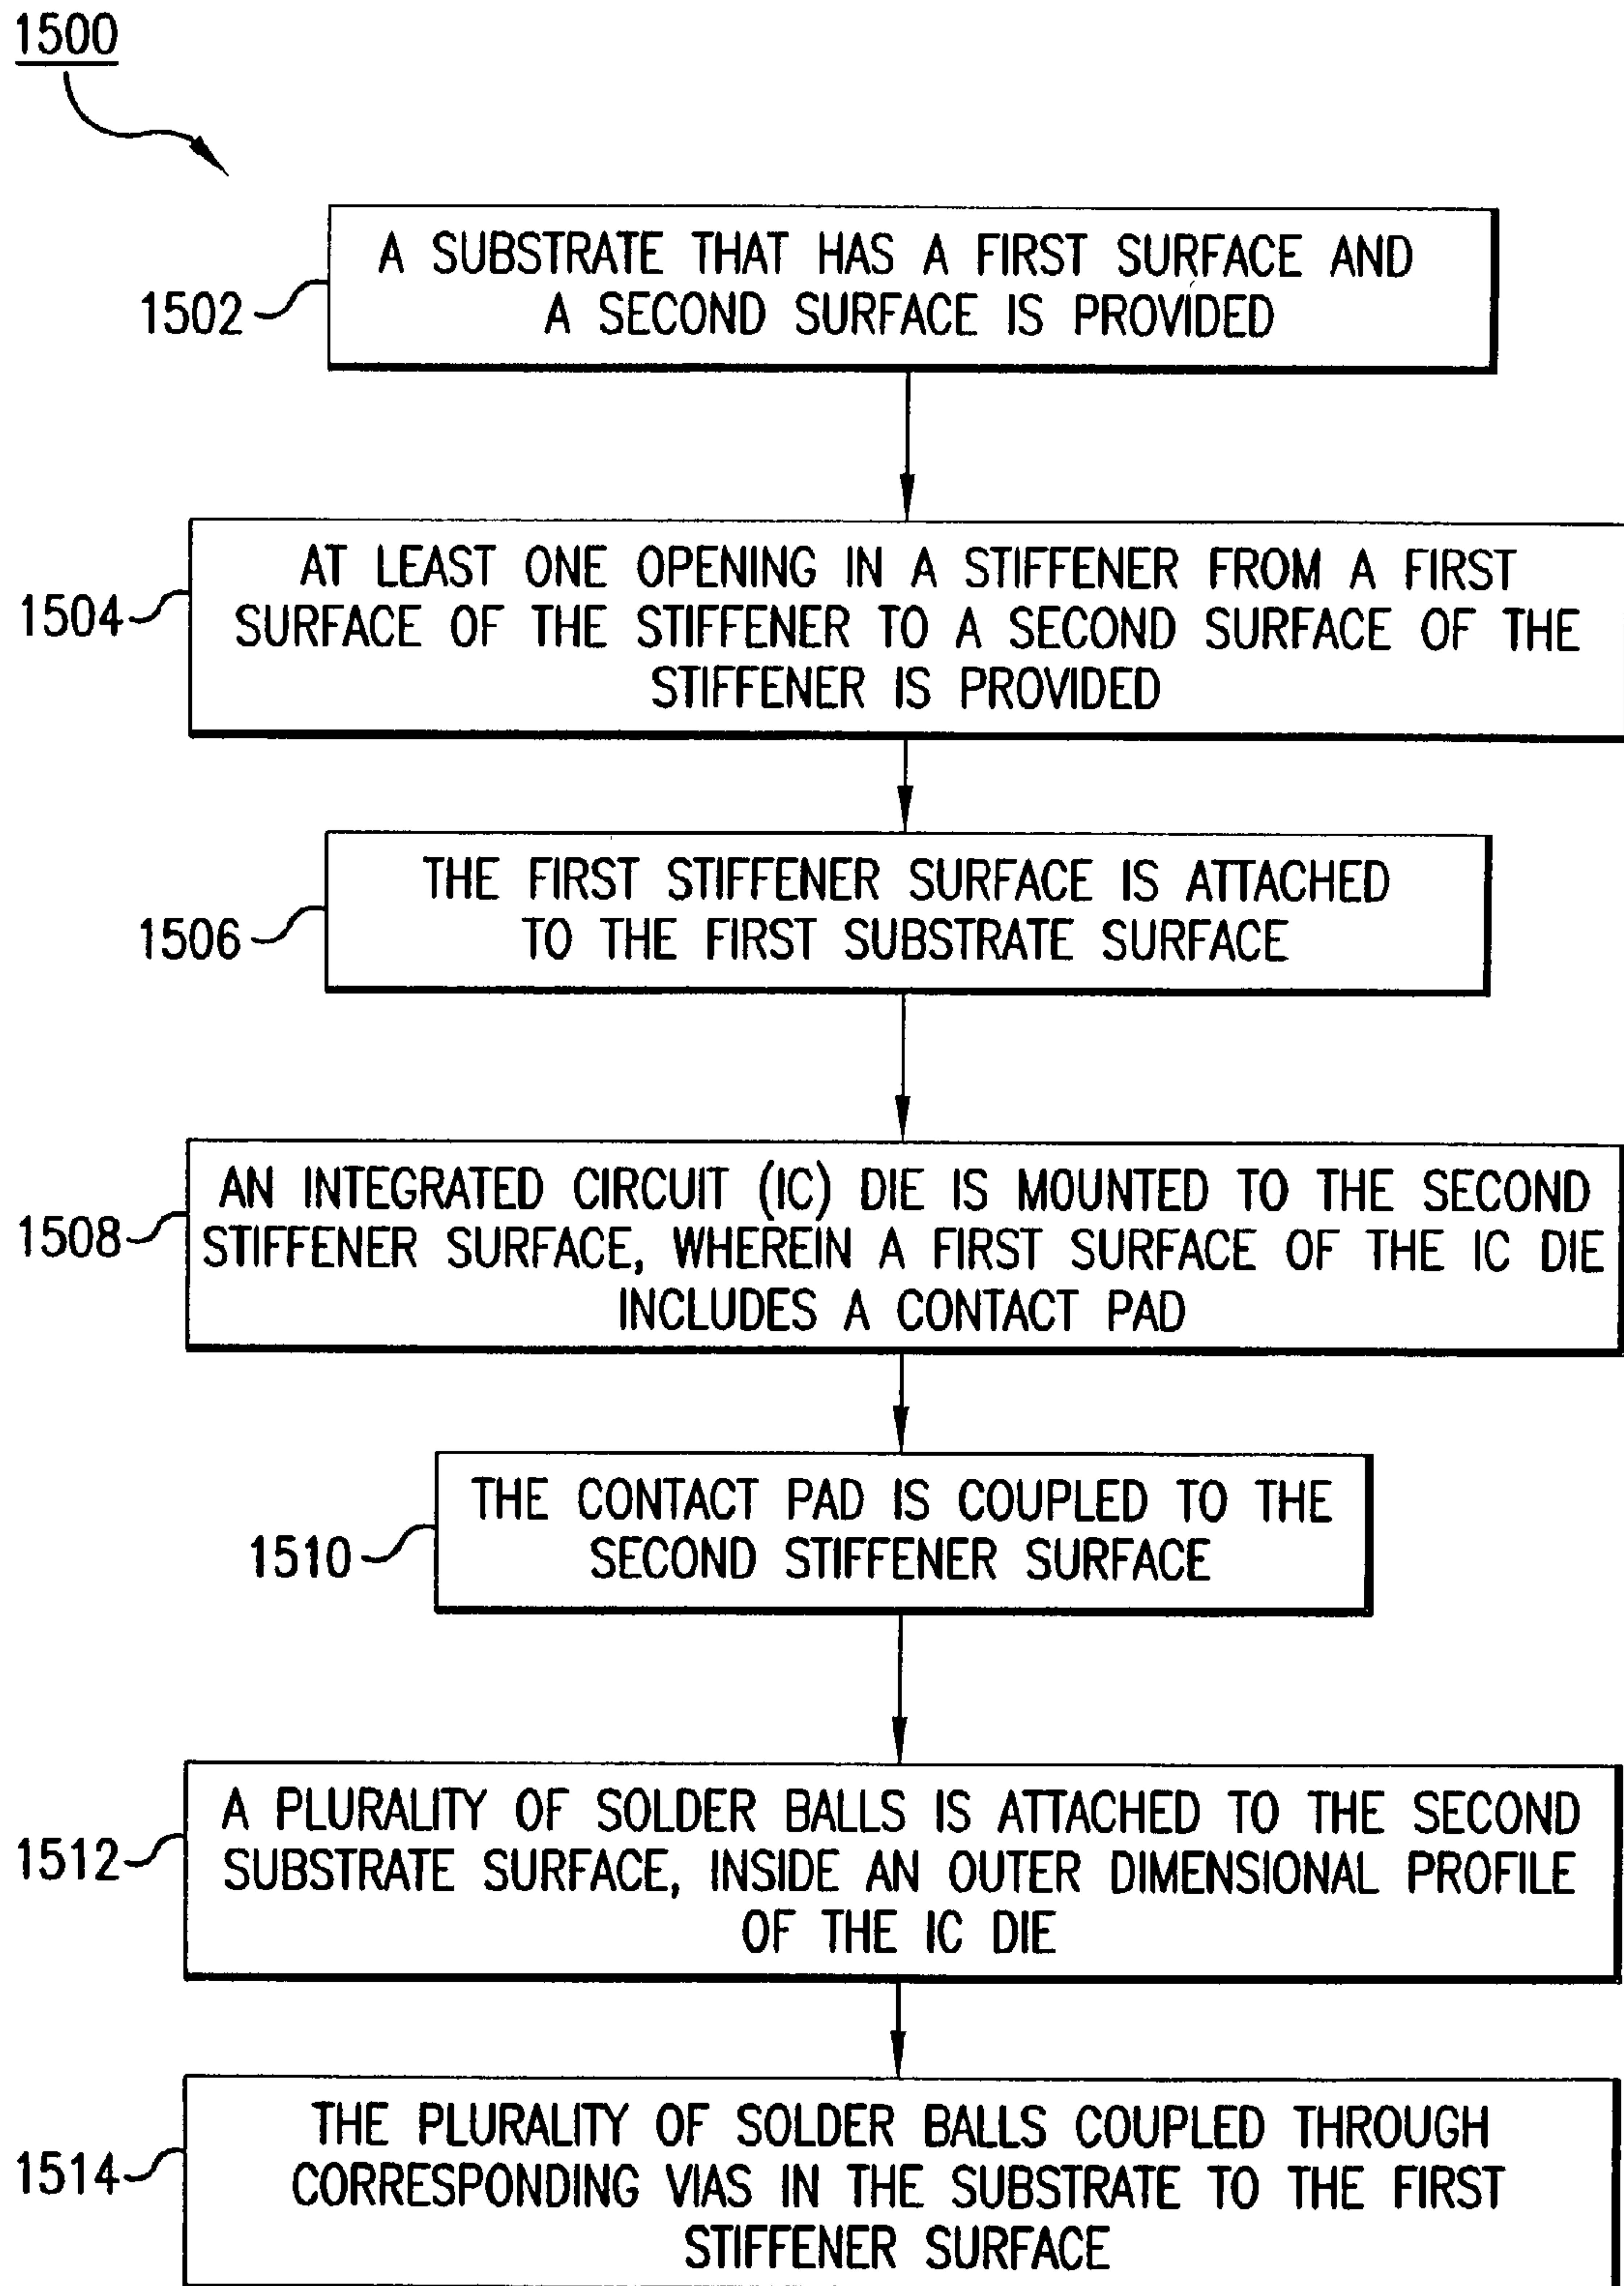 1500
A SUBSTRATE THAT HAS A FIRST SURFACE AND
A SECOND SURFACE IS PROVIDED
1502
AT LEAST ONE OPENING IN A STIFFENER FROM A FIRST
SURFACE OF THE STIFFENER TO A SECOND SURFACE OF THE
STIFFENER IS PROVIDED
1504
THE FIRST STIFFENER SURFACE IS ATTACHED
TO THE FIRST SUBSTRATE SURFACE
1506
AN INTEGRATED CIRCUIT (IC) DIE IS MOUNTED TO THE SECOND
STIFFENER SURFACE, WHEREIN A FIRST SURFACE OF THE IC DIE
INCLUDES A CONTACT PAD
1508
THE CONTACT PAD IS COUPLED TO THE
SECOND STIFFENER SURFACE
1510
A PLURALITY OF SOLDER BALLS IS ATTACHED TO THE SECOND
SUBSTRATE SURFACE, INSIDE AN OUTER DIMENSIONAL PROFILE
OF THE IC DIE
1512
THE PLURALITY OF SOLDER BALLS COUPLED THROUGH
CORRESPONDING VIAS IN THE SUBSTRATE TO THE FIRST
STIFFENER SURFACE
1514